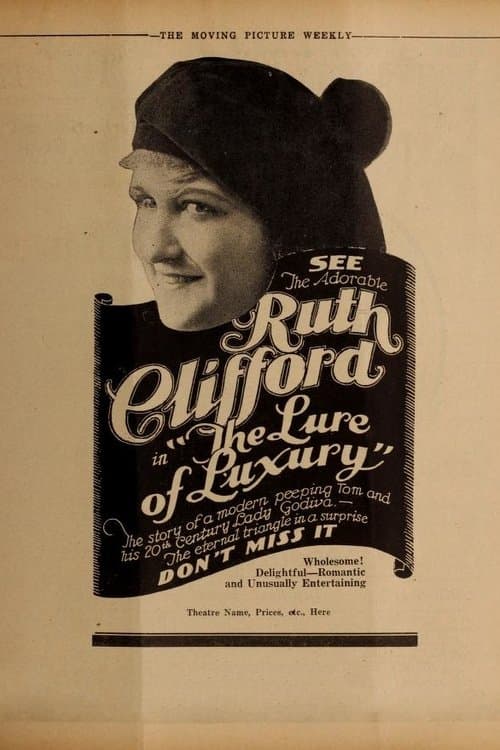 THE MOVING PICTURE WEEKLY
SEE
The Adorable
Ruth
Clifford
in "The Lure
of Luxury"
The story of a modern peeping Tom and
his 20th Century Lady Godiva.—
The eternal triangle in a surprise
DON'T MISS IT
Wholesome!
Delightful—Romantic
and Unusually Entertaining
Theatre Name, Prices, etc., Here